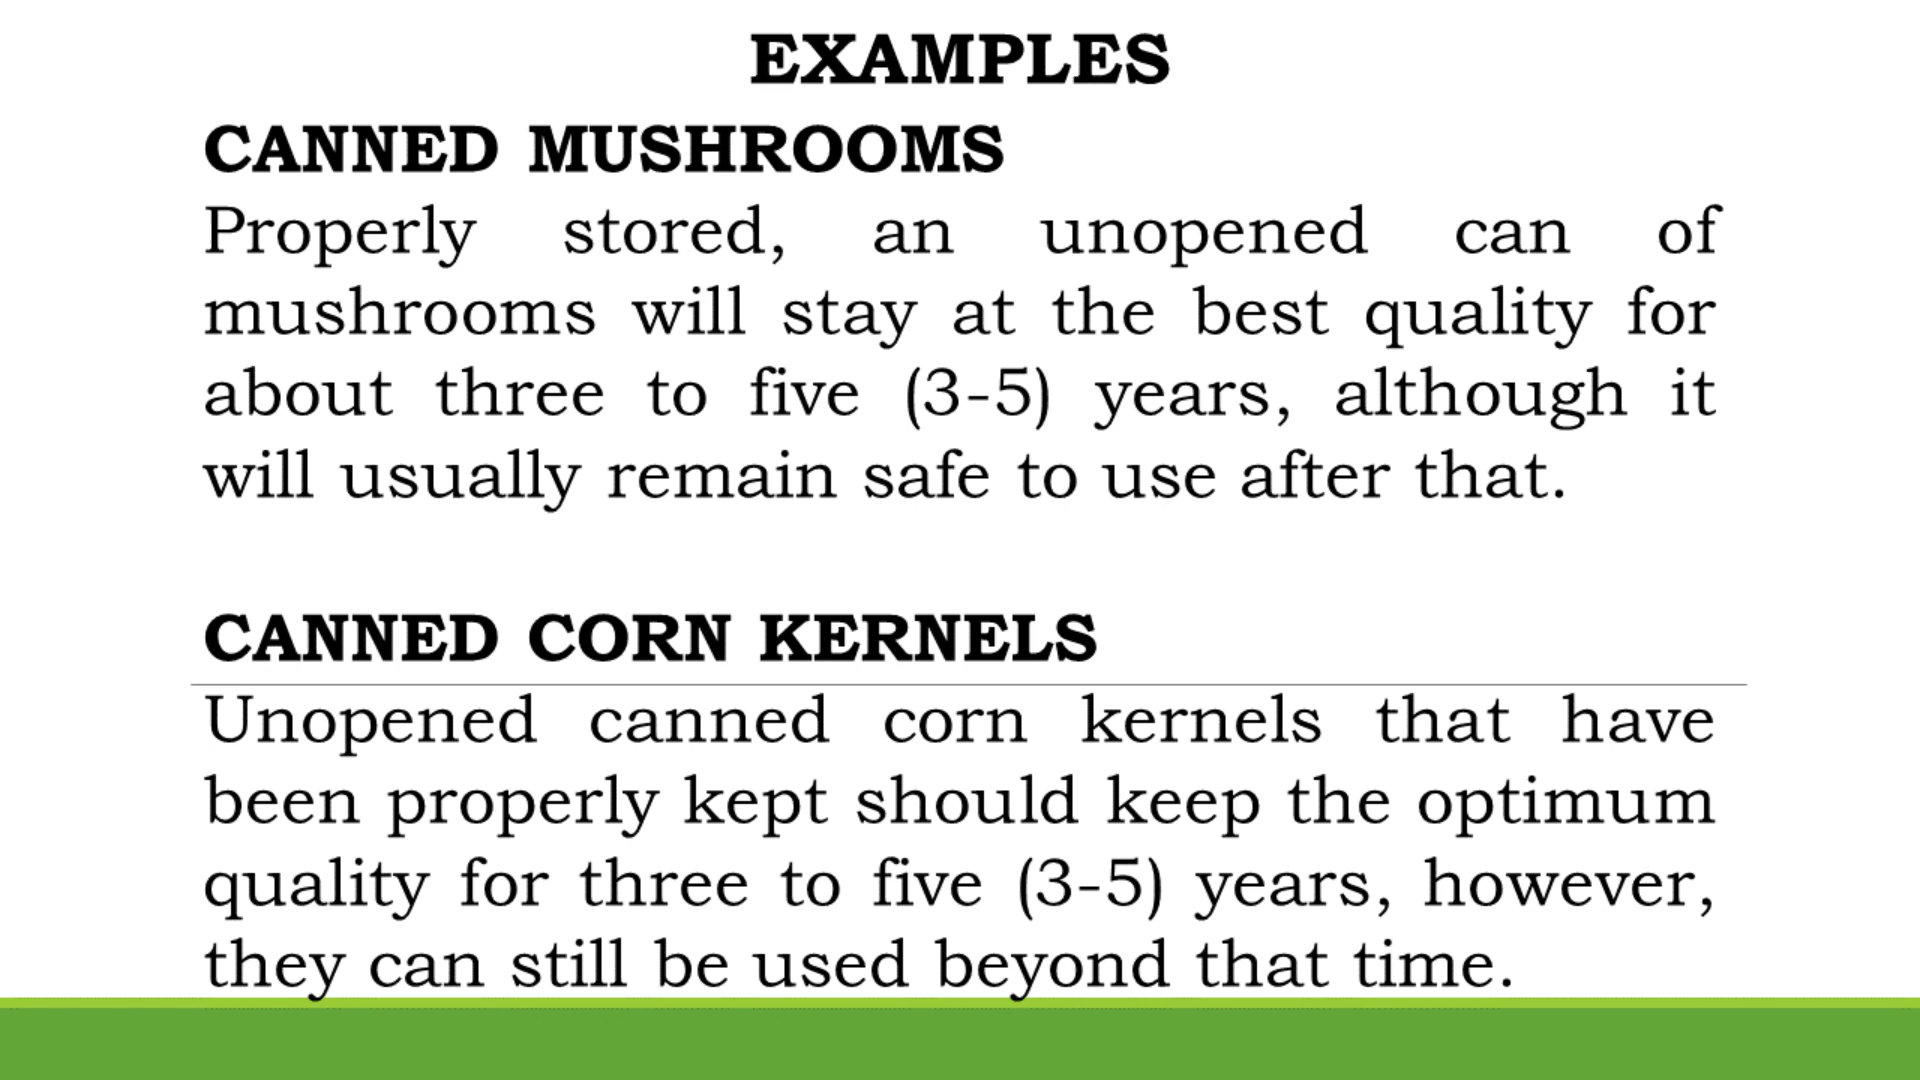 EXAMPLES
CANNED MUSHROOMS
Properly stored, an unopened can of
mushrooms will stay at the best quality for
about three to five (3-5) years, although it
will usually remain safe to use after that.
CANNED CORN KERNELS
Unopened canned corn kernels that have
been properly kept should keep the optimum
quality for three to five (3-5) years, however,
they can still be used beyond that time.